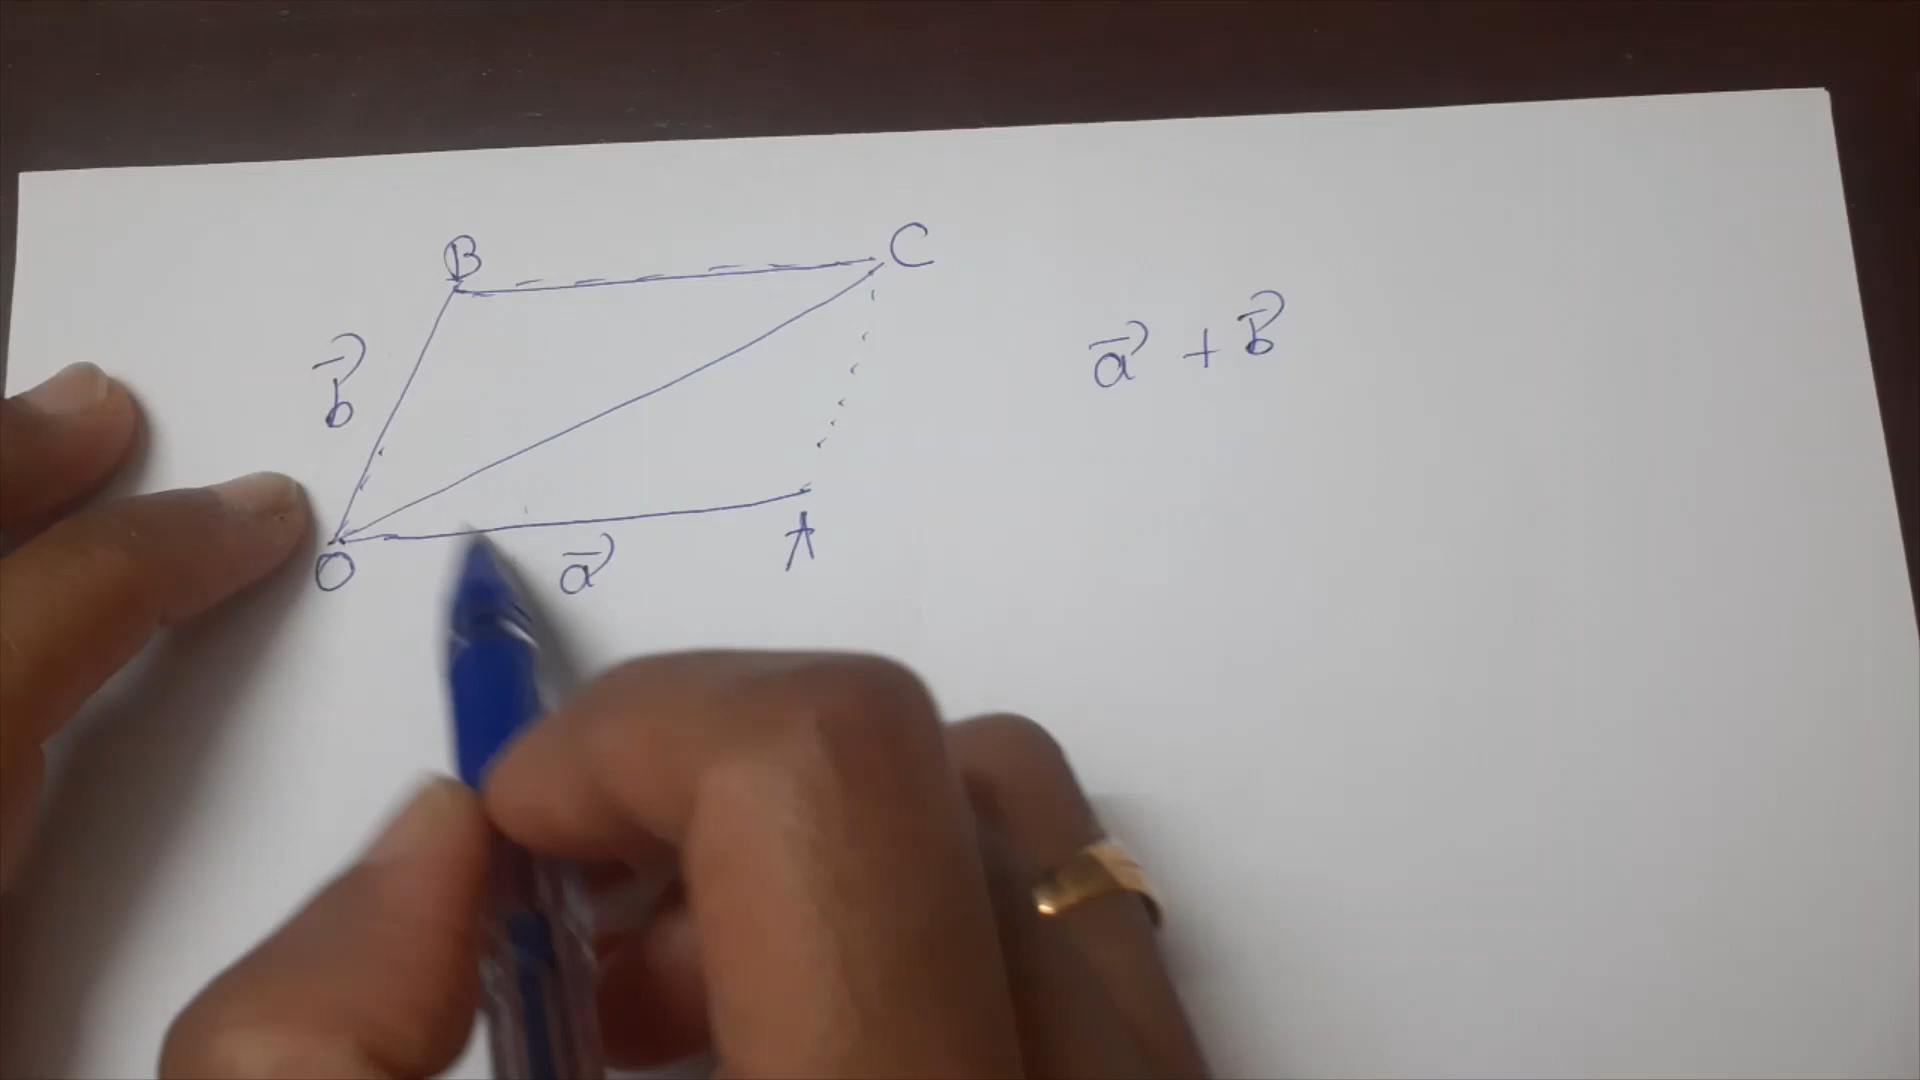 B C
b⃗ a⃗ + b⃗
O a⃗ A